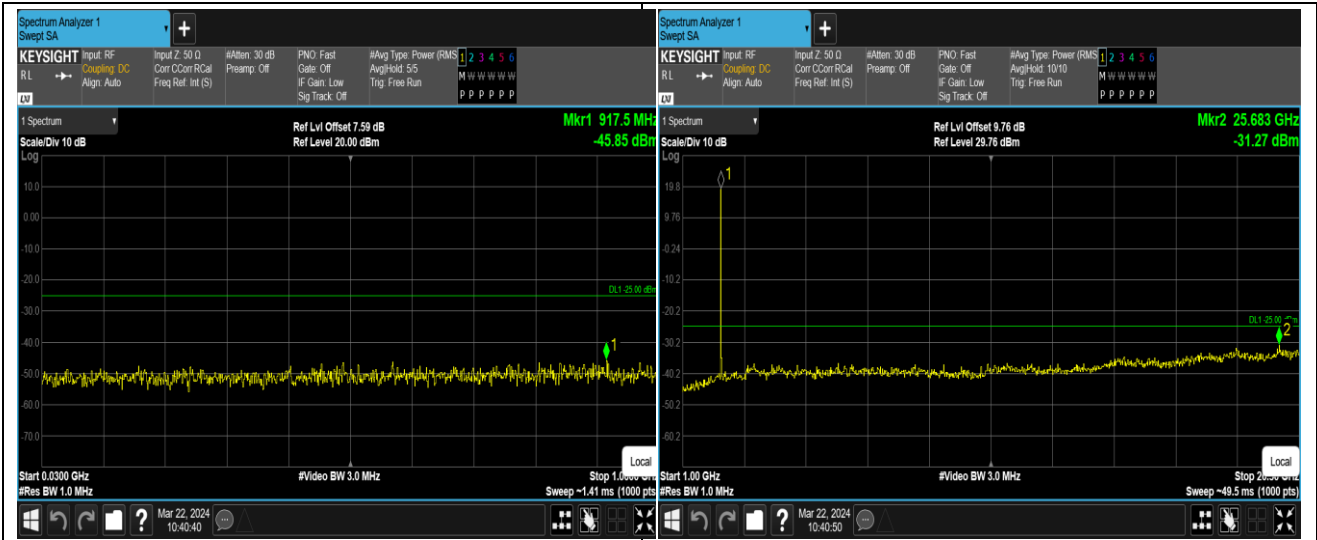 Spectrum Analyzer 1
Swept SA
+
KEYSIGHT
RL
LXI
Input: RF
Coupling: DC
Align: Auto
Input Z: 50 Ω
Corr CCorr RCal
Freq Ref: Int (S)
#Atten: 30 dB
Preamp: Off
PNO: Fast
Gate: Off
IF Gain: Low
Sig Track: Off
#Avg Type: Power (RMS
Avg|Hold: 5/5
Trig: Free Run
1 2 3 4 5 6
M W W W W W
P P P P P P
1 Spectrum
Scale/Div 10 dB
Log
Ref Lvl Offset 7.59 dB
Ref Level 20.00 dBm
Mkr1 917.5 MHz
-45.85 dBm
10.0
0.00
-10.0
-20.0
DL1 -25.00 dBm
-30.0
-40.0
1
-50.0
-60.0
-70.0
Local
Start 0.0300 GHz
#Res BW 1.0 MHz
#Video BW 3.0 MHz
Sweep ~1.41 ms (1000 pts)
?
Mar 22, 2024
10:40:40
Spectrum Analyzer 1
Swept SA
+
KEYSIGHT
RL
LXI
Input: RF
Coupling: DC
Align: Auto
Input Z: 50 Ω
Corr CCorr RCal
Freq Ref: Int (S)
#Atten: 30 dB
Preamp: Off
PNO: Fast
Gate: Off
IF Gain: Low
Sig Track: Off
#Avg Type: Power (RMS
Avg|Hold: 10/10
Trig: Free Run
1 2 3 4 5 6
M W W W W W
P P P P P P
1 Spectrum
Scale/Div 10 dB
Log
Ref Lvl Offset 9.76 dB
Ref Level 29.76 dBm
Mkr2 25.683 GHz
-31.27 dBm
1
19.8
9.76
-0.24
-10.2
-20.2
DL1 -25.00
2
-30.2
-40.2
-50.2
-60.2
Local
Start 1.00 GHz
#Res BW 1.0 MHz
#Video BW 3.0 MHz
Sweep ~49.5 ms (1000 pts)
?
Mar 22, 2024
10:40:50